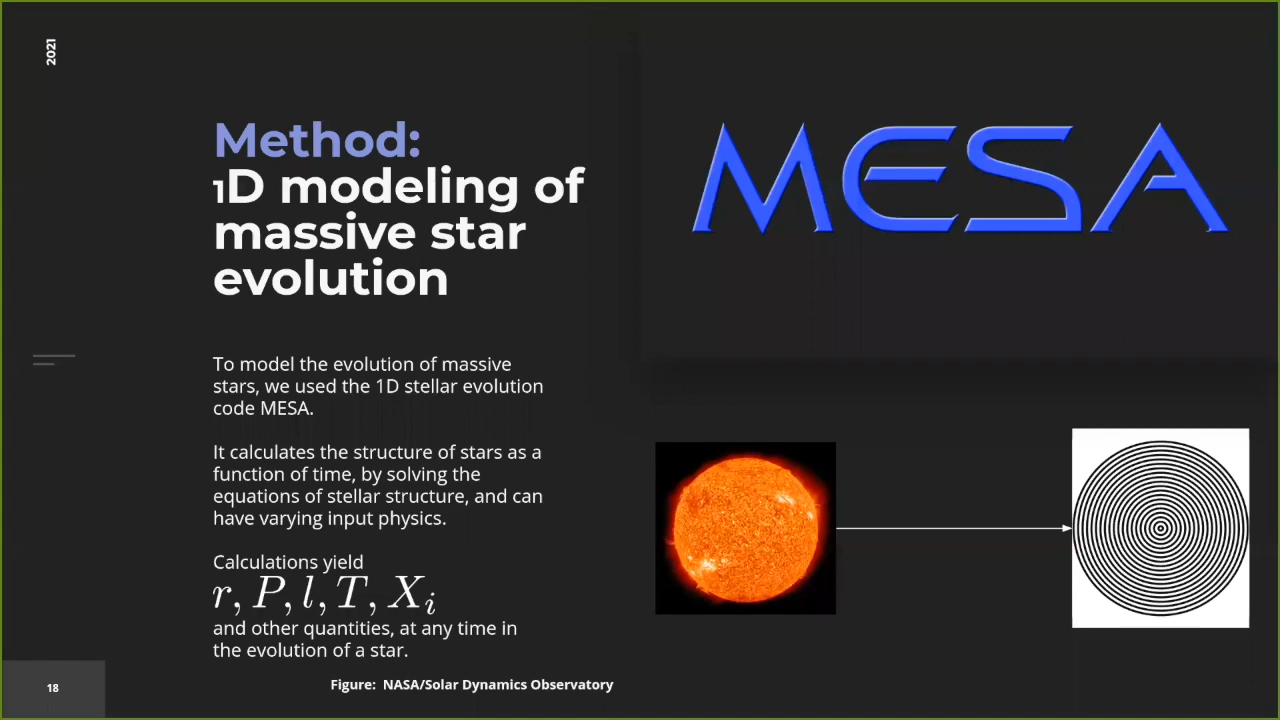 2021
Method:
1D modeling of
massive star
evolution
MESA
To model the evolution of massive
stars, we used the 1D stellar evolution
code MESA.
It calculates the structure of stars as a
function of time, by solving the
equations of stellar structure, and can
have varying input physics.
Calculations yield
r, P, l, T, X_i
and other quantities, at any time in
the evolution of a star.
Figure: NASA/Solar Dynamics Observatory
18